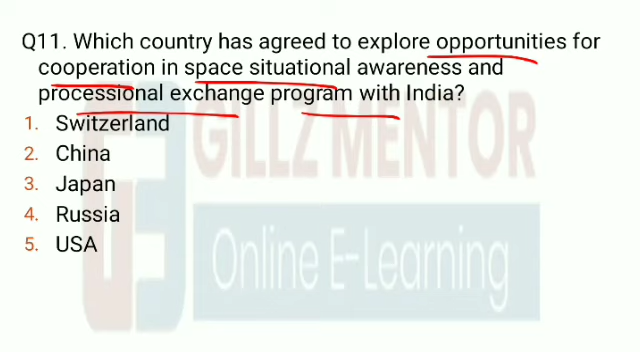 Q11. Which country has agreed to explore opportunities for
cooperation in space situational awareness and
processional exchange program with India?
1. Switzerland
2. China
3. Japan
4. Russia
5. USA
GILLZ MENTOR
Online E-Learning